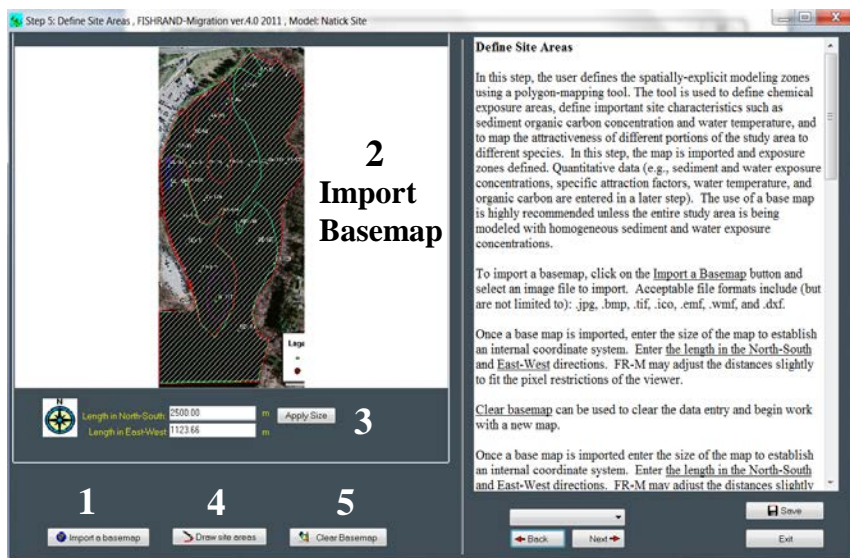 Step 5: Define Site Areas , FISHRAND-Migration ver.4.0 2011 , Model: Natick Site
2
Import
Basemap
Lege
N
Length in North-South:
2500.00
m
Apply Size
3
Length in East-West
1123.66
m
1
4
5
Import a basemap
Draw site areas
Clear Basemap
Define Site Areas
In this step, the user defines the spatially-explicit modeling zones
using a polygon-mapping tool. The tool is used to define chemical
exposure areas, define important site characteristics such as
sediment organic carbon concentration and water temperature, and
to map the attractiveness of different portions of the study area to
different species. In this step, the map is imported and exposure
zones defined. Quantitative data (e.g., sediment and water exposure
concentrations, specific attraction factors, water temperature, and
organic carbon are entered in a later step). The use of a base map
is highly recommended unless the entire study area is being
modeled with homogeneous sediment and water exposure
concentrations.
To import a basemap, click on the Import a Basemap button and
select an image file to import. Acceptable file formats include (but
are not limited to): .jpg, .bmp, .tif, .ico, .emf, .wmf, and .dxf.
Once a base map is imported, enter the size of the map to establish
an internal coordinate system. Enter the length in the North-South
and East-West directions. FR-M may adjust the distances slightly
to fit the pixel restrictions of the viewer.
Clear basemap can be used to clear the data entry and begin work
with a new map.
Once a base map is imported enter the size of the map to establish
an internal coordinate system. Enter the length in the North-South
and East-West directions. FR-M may adjust the distances slightly
Save
Back
Next
Exit